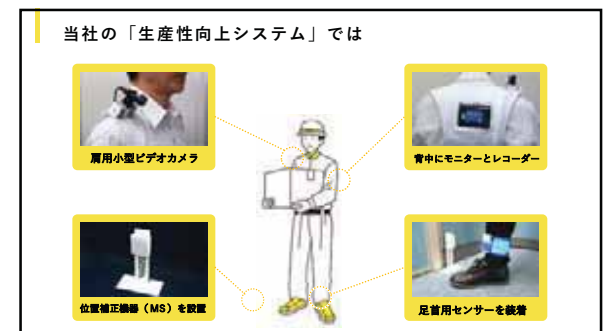 当社の「生産性向上システム」では
肩用小型ビデオカメラ
背中にモニターとレコーダー
位置補正機器（MS）を設置
足首用センサーを装着